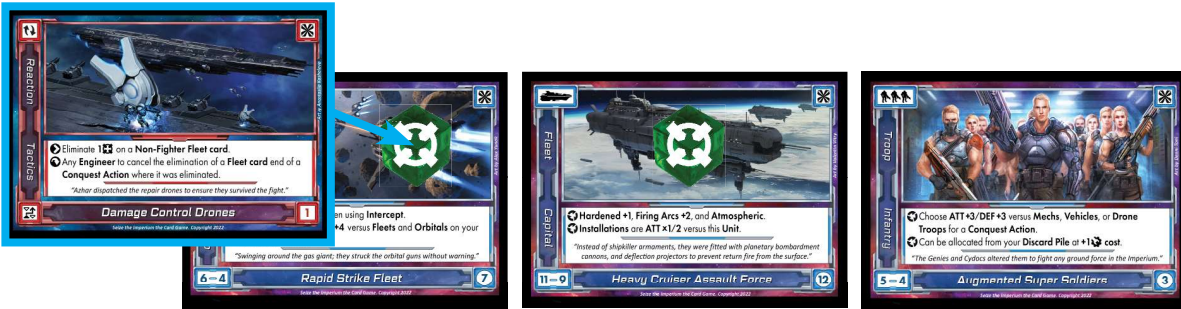 Reaction
Tactics
Eliminate 1 on a Non-Fighter Fleet card.
Any Engineer to cancel the elimination of a Fleet card end of a
Conquest Action where it was eliminated.
"Azhar dispatched the repair drones to ensure they survived the fight."
Damage Control Drones
1
Seize the Imperium the Card Game. Copyright 2022
en using Intercept.
+4 versus Fleets and Orbitals on your
"Swinging around the gas giant; they struck the orbital guns without warning."
6-4
Rapid Strike Fleet
7
Seize the Imperium the Card Game. Copyright 2022
Fleet
Capital
Hardened +1, Firing Arcs +2, and Atmospheric.
Installations are ATT ×1/2 versus this Unit.
"Instead of shipkiller armaments, they were fitted with planetary bombardment
cannons, and deflection projectors to prevent return fire from the surface."
11-9
Heavy Cruiser Assault Force
12
Seize the Imperium the Card Game. Copyright 2022
Troop
Infantry
Choose ATT+3/DEF+3 versus Mechs, Vehicles, or Drone
Troops for a Conquest Action.
Can be allocated from your Discard Pile at +1 cost.
"The Genies and Cydocs altered them to fight any ground force in the Imperium."
5-4
Augmented Super Soldiers
3
Seize the Imperium the Card Game. Copyright 2022